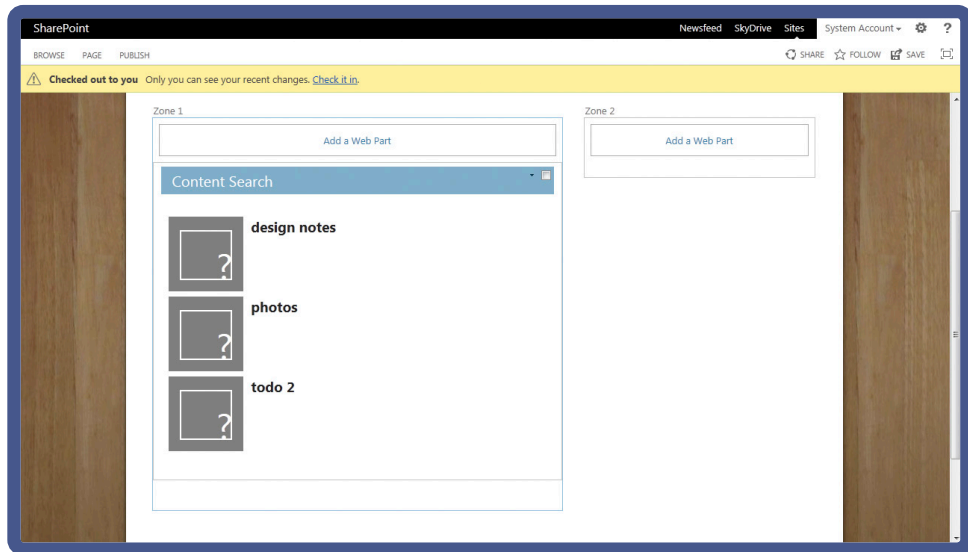 SharePoint Newsfeed SkyDrive Sites System Account ?
BROWSE PAGE PUBLISH SHARE FOLLOW SAVE
Checked out to you Only you can see your recent changes. Check it in.
Zone 1 Zone 2
Add a Web Part Add a Web Part
Content Search
? design notes
? photos
? todo 2